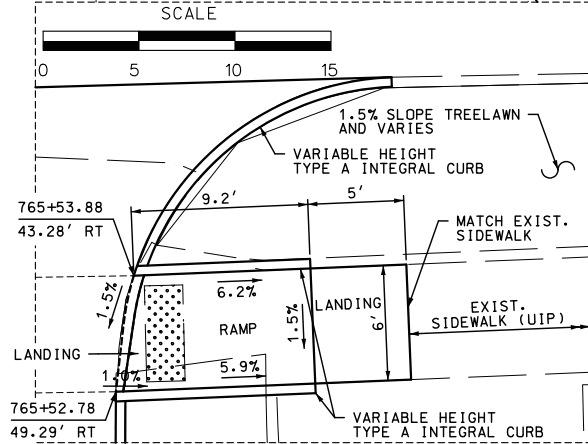 SCALE
0 5 10 15
1.5% SLOPE TREELAWN
AND VARIES
VARIABLE HEIGHT
TYPE A INTEGRAL CURB
9.2'
5'
765+53.88
43.28' RT
MATCH EXIST.
SIDEWALK
1.5%
6.2%
LANDING
RAMP
1.5%
6'
EXIST.
SIDEWALK (UIP)
LANDING
5.9%
765+52.78
49.29' RT
VARIABLE HEIGHT
TYPE A INTEGRAL CURB